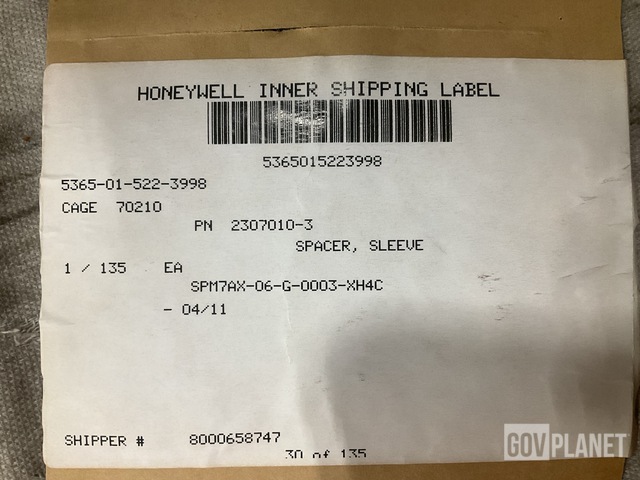 HONEYWELL INNER SHIPPING LABEL
5365015223998
5365-01-522-3998
CAGE 70210
PN 2307010-3
SPACER, SLEEVE
1 / 135 EA
SPM7AX-06-G-0003-XH4C
- 04/11
SHIPPER # 8000658747
30 of 135
GOVPLANET